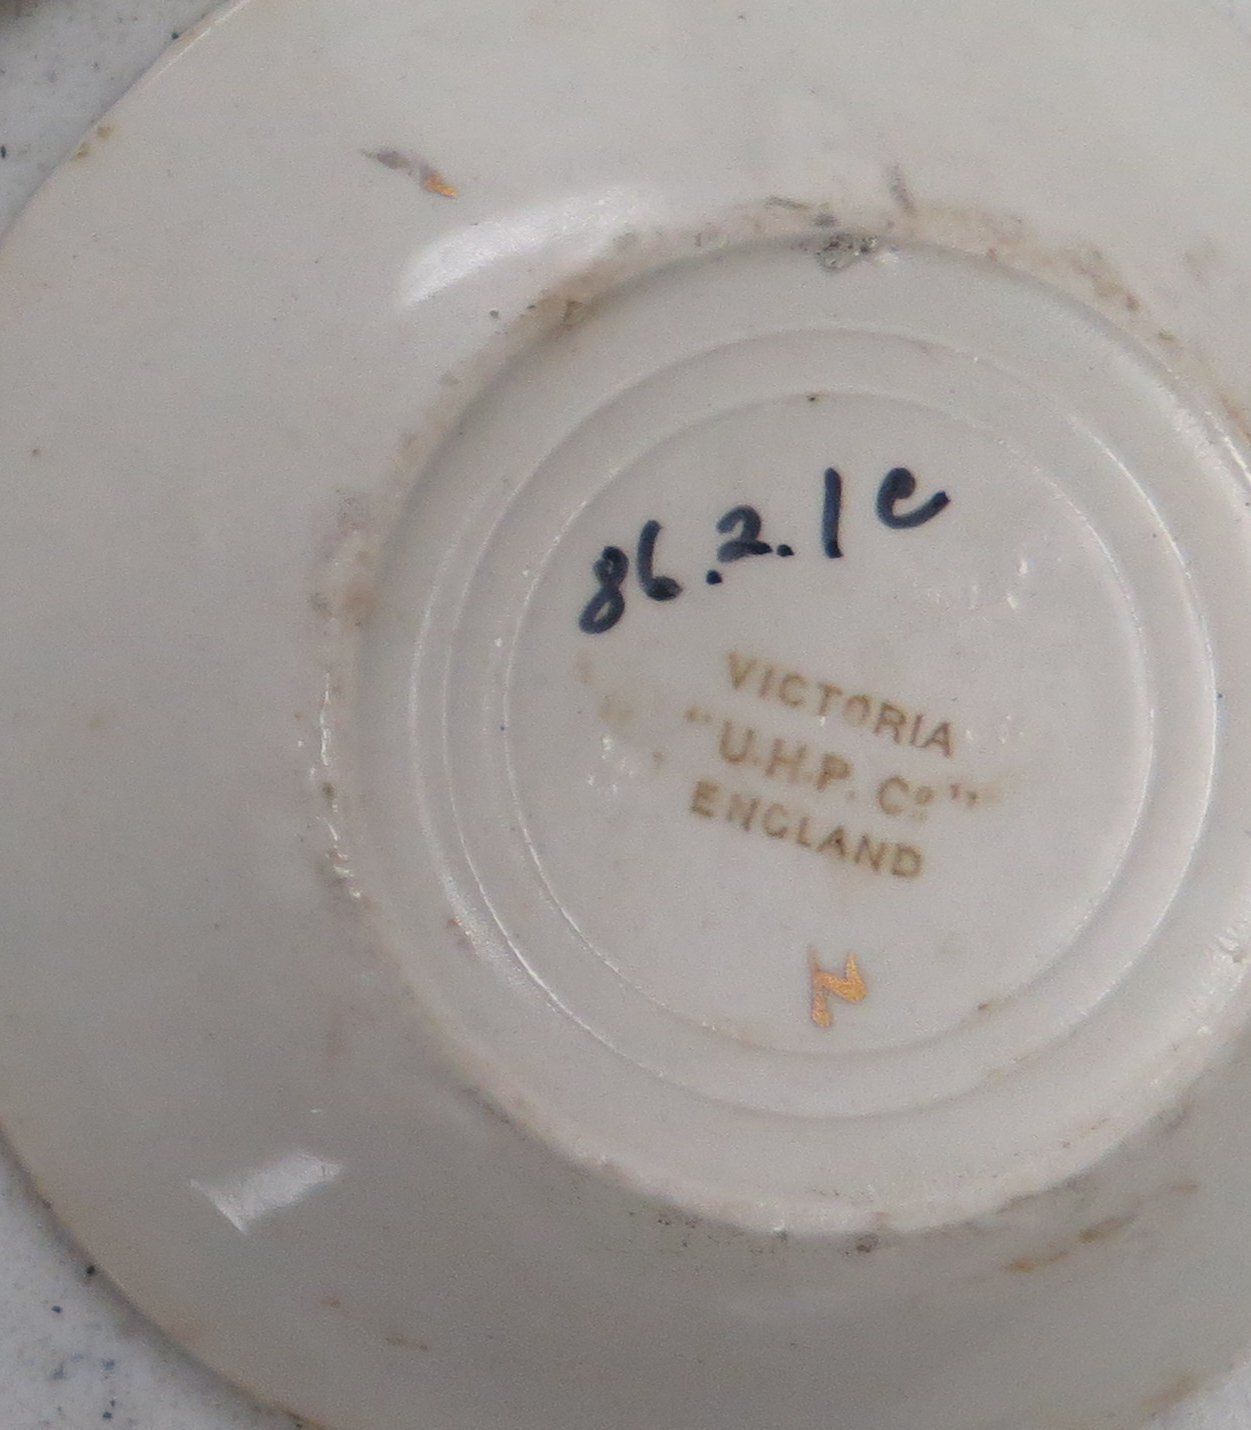 86.2.1c
VICTORIA
"U.H.P. Cº"
ENGLAND